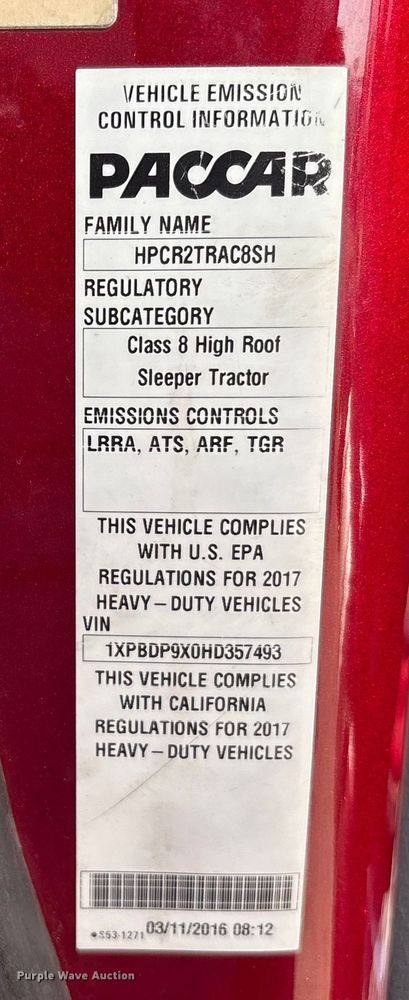 VEHICLE EMISSION
CONTROL INFORMATION
PACCAR
FAMILY NAME
HPCR2TRAC8SH
REGULATORY
SUBCATEGORY
Class 8 High Roof
Sleeper Tractor
EMISSIONS CONTROLS
LRRA, ATS, ARF, TGR
THIS VEHICLE COMPLIES
WITH U.S. EPA
REGULATIONS FOR 2017
HEAVY – DUTY VEHICLES
VIN
1XPBDP9X0HD357493
THIS VEHICLE COMPLIES
WITH CALIFORNIA
REGULATIONS FOR 2017
HEAVY – DUTY VEHICLES
•S53-1271 03/11/2016 08:12
Purple Wave Auction